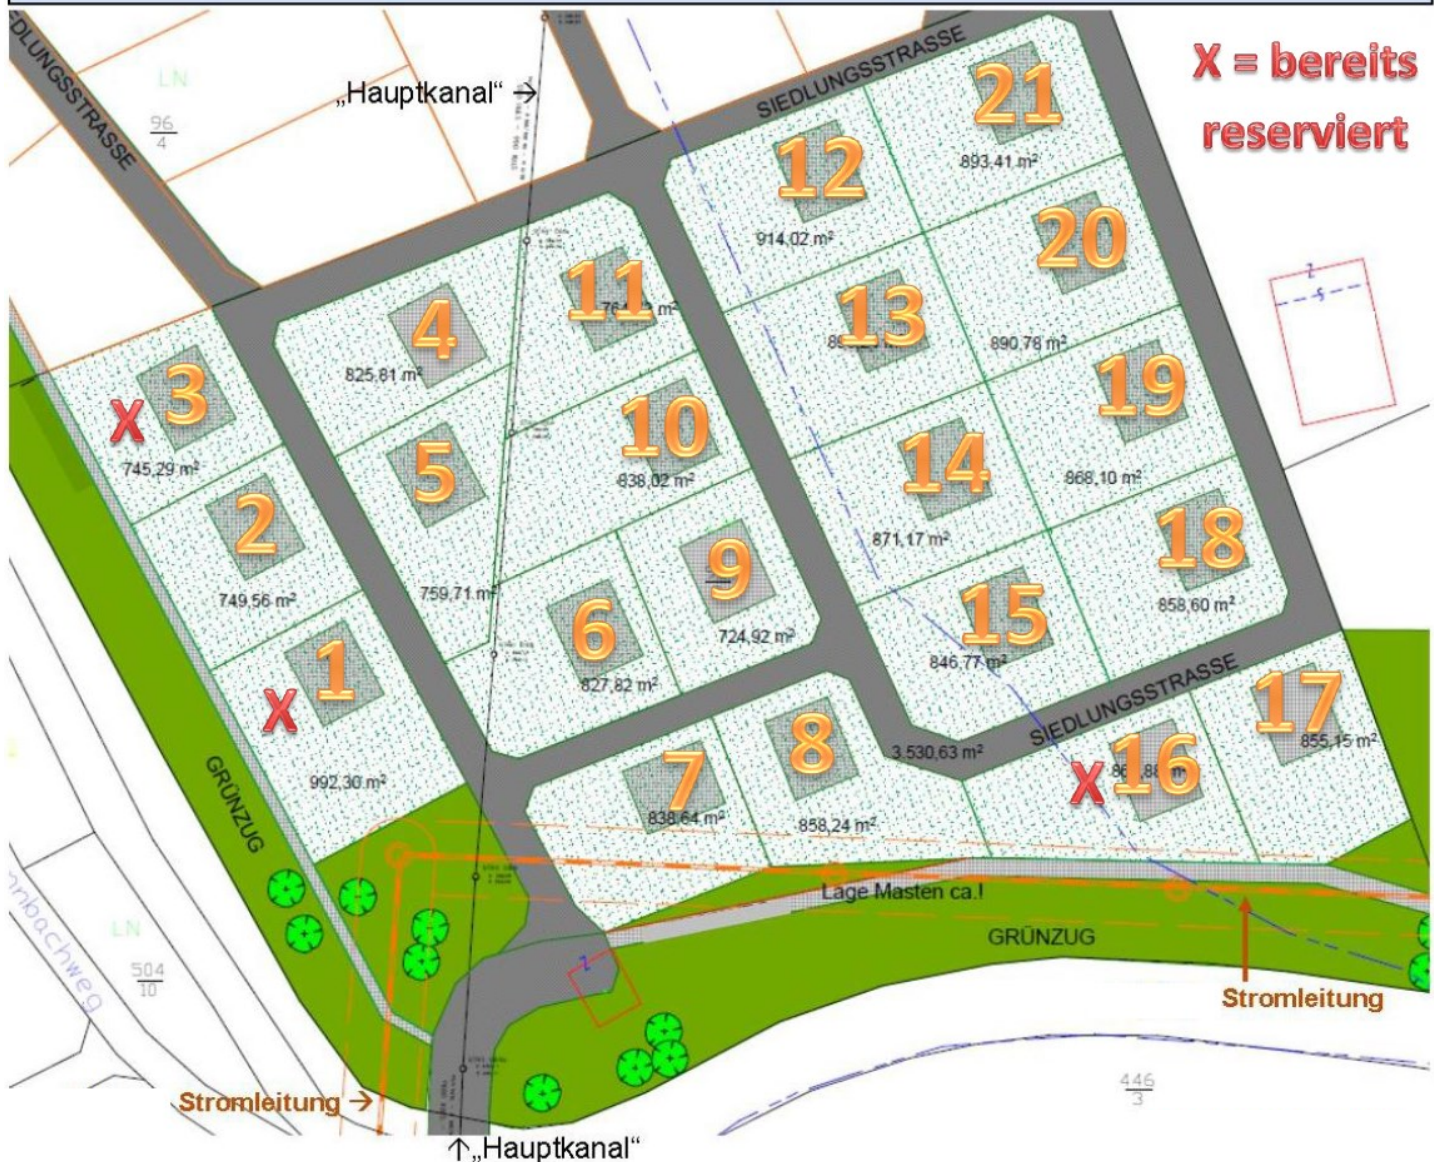 SIEDLUNGSSTRASSE
LN
96
4
„Hauptkanal“ →
SIEDLUNGSSTRASSE
X = bereits
reserviert
21
893,41 m²
12
914,02 m²
20
890,78 m²
11
4
825,81 m²
13
3
X
745,29 m²
19
868,10 m²
10
838,02 m²
5
759,71 m²
14
871,17 m²
2
749,56 m²
18
858,60 m²
9
724,92 m²
6
827,82 m²
15
846,77 m²
1
X
992,30 m²
SIEDLUNGSSTRASSE
17
855,15 m²
8
858,24 m²
3.530,63 m²
X
16
7
838,64 m²
GRÜNZUG
Lage Masten ca.!
GRÜNZUG
LN
504
10
nbachweg
Stromleitung
446
3
Stromleitung →
↑„Hauptkanal“